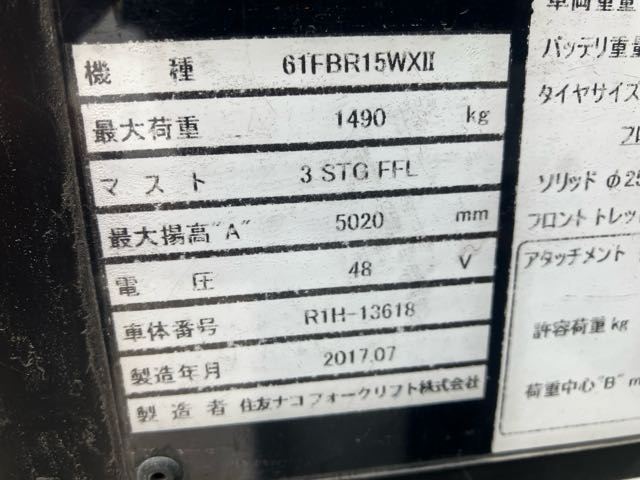 機種 61FBR15WXII
最大荷重 1490 kg
マスト 3 STG FFL
最大揚高"A" 5020 mm
電圧 48 V
車体番号 R1H-13618
製造年月 2017.07
製造者 住友ナコフォークリフト株式会社
車両重量
バッテリ重量
タイヤサイズ
フロ
ソリッド φ25
フロントトレッ
アタッチメント
許容荷重 kg
荷重中心"B" m